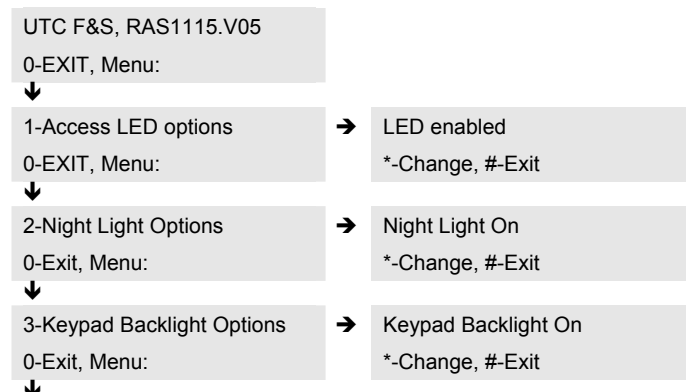 UTC F&S, RAS1115.V05
0-EXIT, Menu:
1-Access LED options
0-EXIT, Menu:
LED enabled
*-Change, #-Exit
2-Night Light Options
0-Exit, Menu:
Night Light On
*-Change, #-Exit
3-Keypad Backlight Options
0-Exit, Menu:
Keypad Backlight On
*-Change, #-Exit